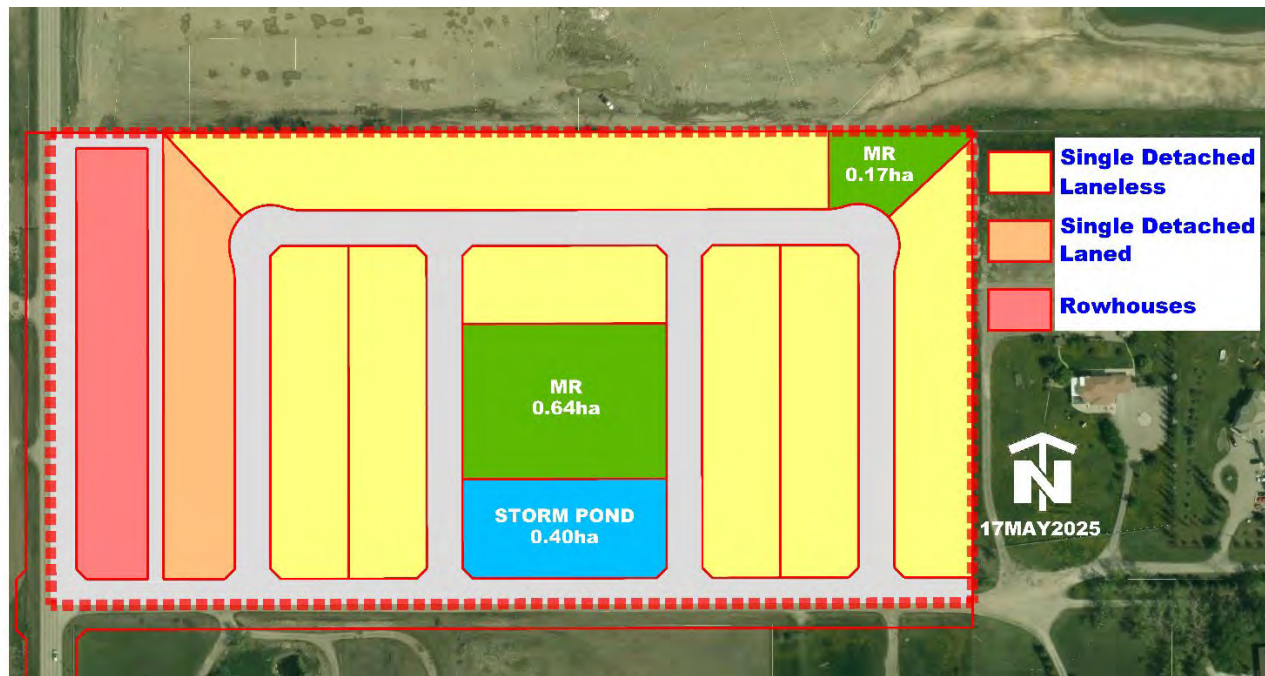 MR
0.17ha
Single Detached
Laneless
Single Detached
Laned
Rowhouses
MR
0.64ha
STORM POND
0.40ha
N
17MAY2025